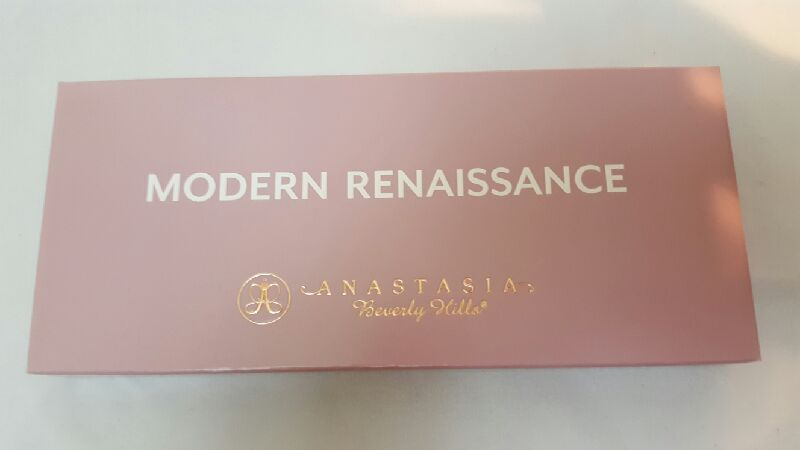 MODERN RENAISSANCE
ANASTASIA
Beverly Hills®